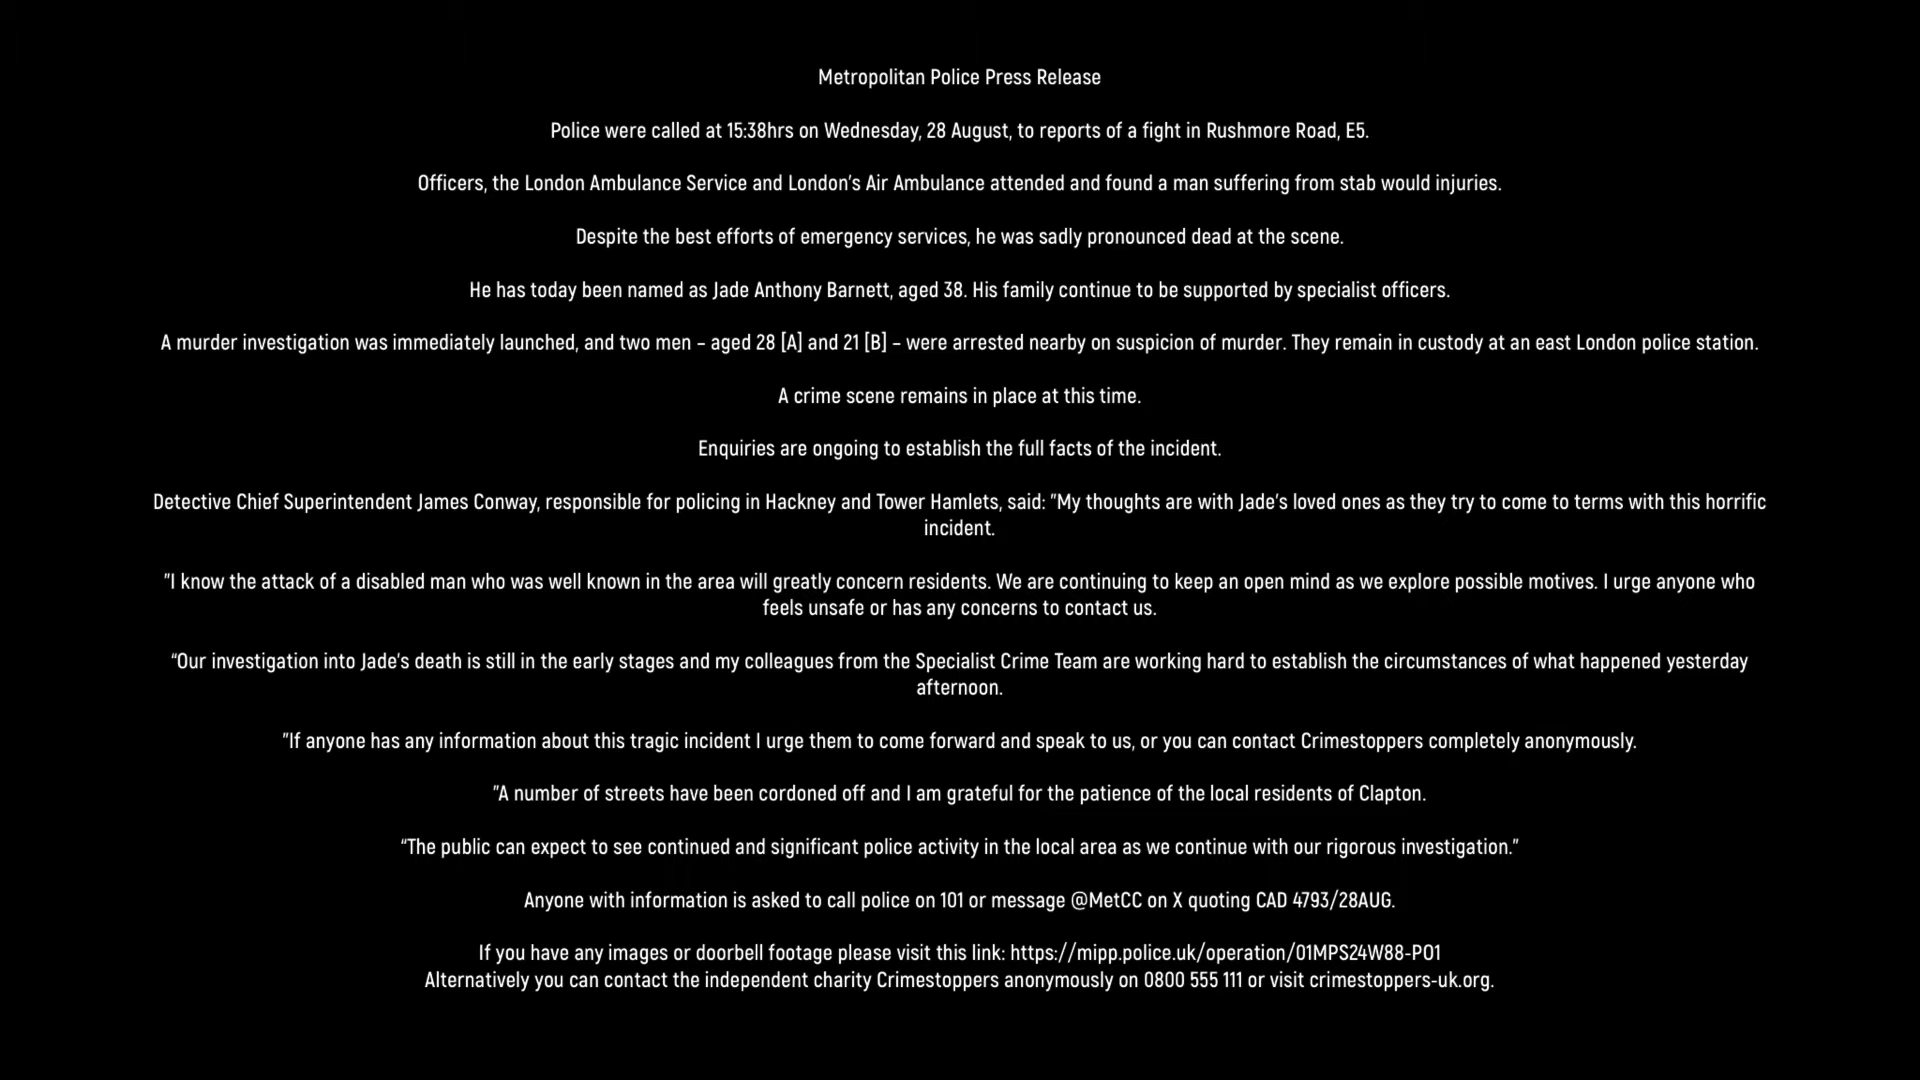 Metropolitan Police Press Release
Police were called at 15:38hrs on Wednesday, 28 August, to reports of a fight in Rushmore Road, E5.
Officers, the London Ambulance Service and London's Air Ambulance attended and found a man suffering from stab would injuries.
Despite the best efforts of emergency services, he was sadly pronounced dead at the scene.
He has today been named as Jade Anthony Barnett, aged 38. His family continue to be supported by specialist officers.
A murder investigation was immediately launched, and two men – aged 28 [A] and 21 [B] – were arrested nearby on suspicion of murder. They remain in custody at an east London police station.
A crime scene remains in place at this time.
Enquiries are ongoing to establish the full facts of the incident.
Detective Chief Superintendent James Conway, responsible for policing in Hackney and Tower Hamlets, said: "My thoughts are with Jade's loved ones as they try to come to terms with this horrific
incident.
"I know the attack of a disabled man who was well known in the area will greatly concern residents. We are continuing to keep an open mind as we explore possible motives. I urge anyone who
feels unsafe or has any concerns to contact us.
“Our investigation into Jade's death is still in the early stages and my colleagues from the Specialist Crime Team are working hard to establish the circumstances of what happened yesterday
afternoon.
"If anyone has any information about this tragic incident I urge them to come forward and speak to us, or you can contact Crimestoppers completely anonymously.
"A number of streets have been cordoned off and I am grateful for the patience of the local residents of Clapton.
“The public can expect to see continued and significant police activity in the local area as we continue with our rigorous investigation.”
Anyone with information is asked to call police on 101 or message @MetCC on X quoting CAD 4793/28AUG.
If you have any images or doorbell footage please visit this link: https://mipp.police.uk/operation/01MPS24W88-PO1
Alternatively you can contact the independent charity Crimestoppers anonymously on 0800 555 111 or visit crimestoppers-uk.org.